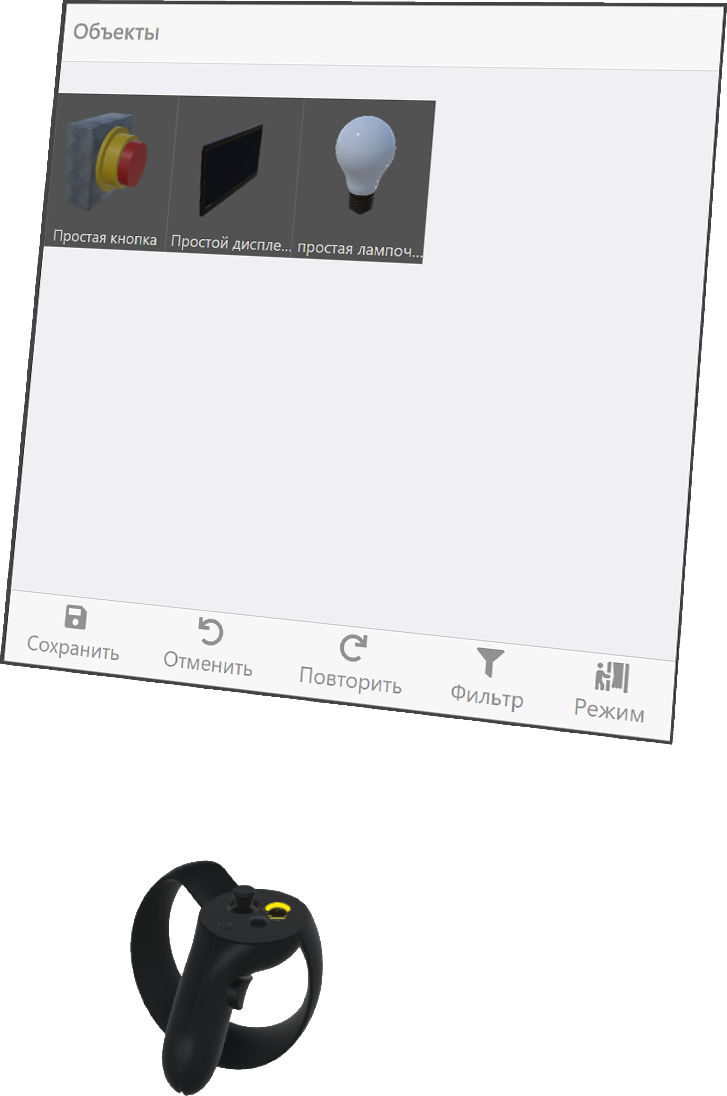 Объекты
Простая кнопка
Простой диспле...
простая лампоч...
Сохранить
Отменить
Повторить
Фильтр
Режим